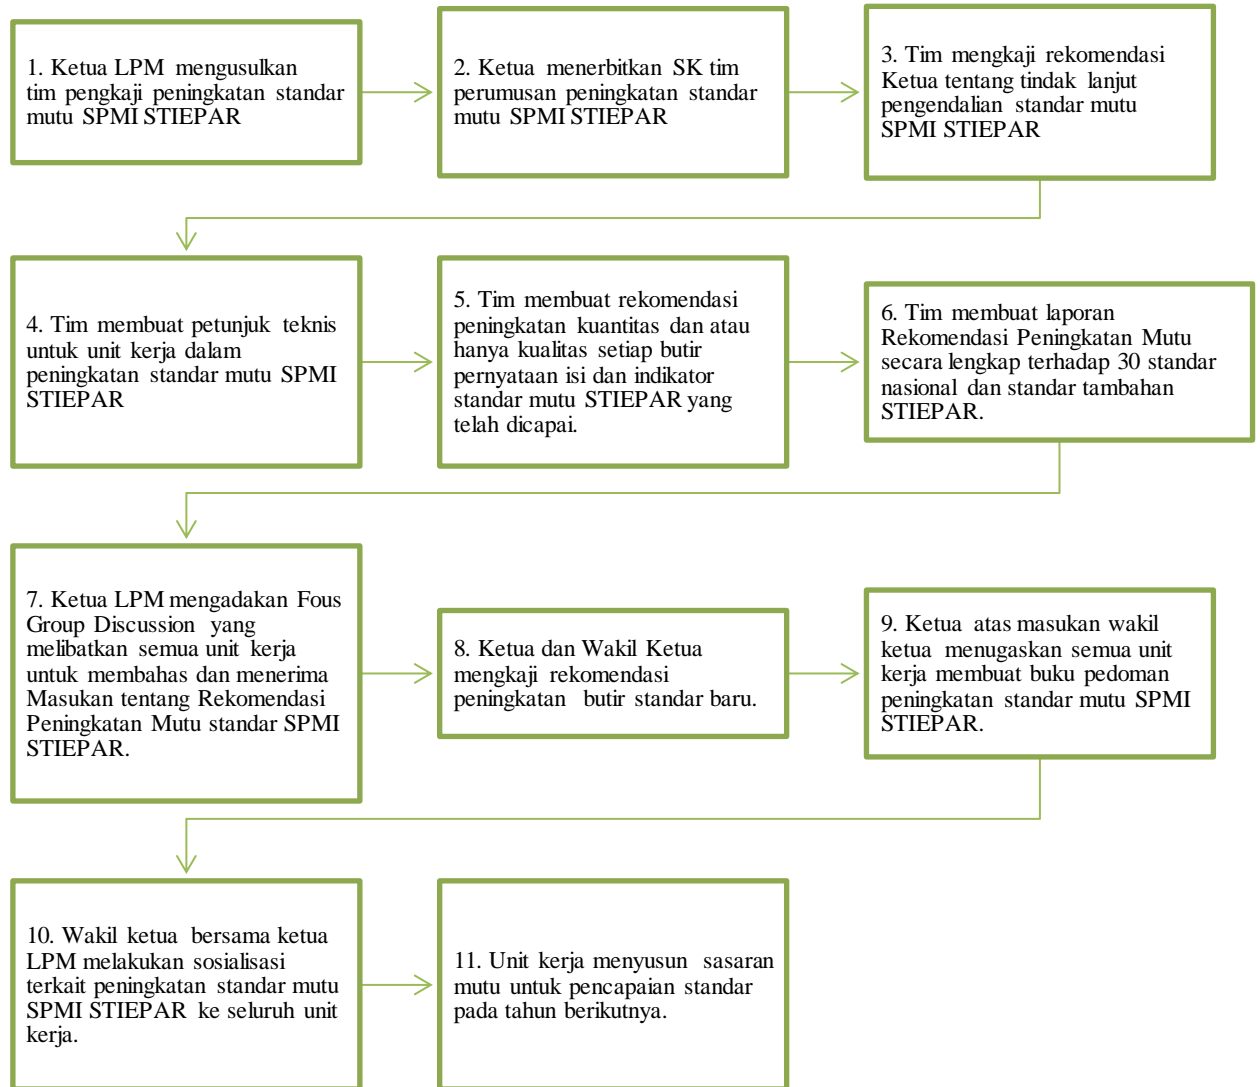 1. Ketua LPM mengusulkan
tim pengkaji peningkatan standar
mutu SPMI STIEPAR
2. Ketua menerbitkan SK tim
perumusan peningkatan standar
mutu SPMI STIEPAR
3. Tim mengkaji rekomendasi
Ketua tentang tindak lanjut
pengendalian standar mutu
SPMI STIEPAR
4. Tim membuat petunjuk teknis
untuk unit kerja dalam
peningkatan standar mutu SPMI
STIEPAR
5. Tim membuat rekomendasi
peningkatan kuantitas dan atau
hanya kualitas setiap butir
pernyataan isi dan indikator
standar mutu STIEPAR yang
telah dicapai.
6. Tim membuat laporan
Rekomendasi Peningkatan Mutu
secara lengkap terhadap 30 standar
nasional dan standar tambahan
STIEPAR.
7. Ketua LPM mengadakan Fous
Group Discussion yang
melibatkan semua unit kerja
untuk membahas dan menerima
Masukan tentang Rekomendasi
Peningkatan Mutu standar SPMI
STIEPAR.
8. Ketua dan Wakil Ketua
mengkaji rekomendasi
peningkatan butir standar baru.
9. Ketua atas masukan wakil
ketua menugaskan semua unit
kerja membuat buku pedoman
peningkatan standar mutu SPMI
STIEPAR.
10. Wakil ketua bersama ketua
LPM melakukan sosialisasi
terkait peningkatan standar mutu
SPMI STIEPAR ke seluruh unit
kerja.
11. Unit kerja menyusun sasaran
mutu untuk pencapaian standar
pada tahun berikutnya.